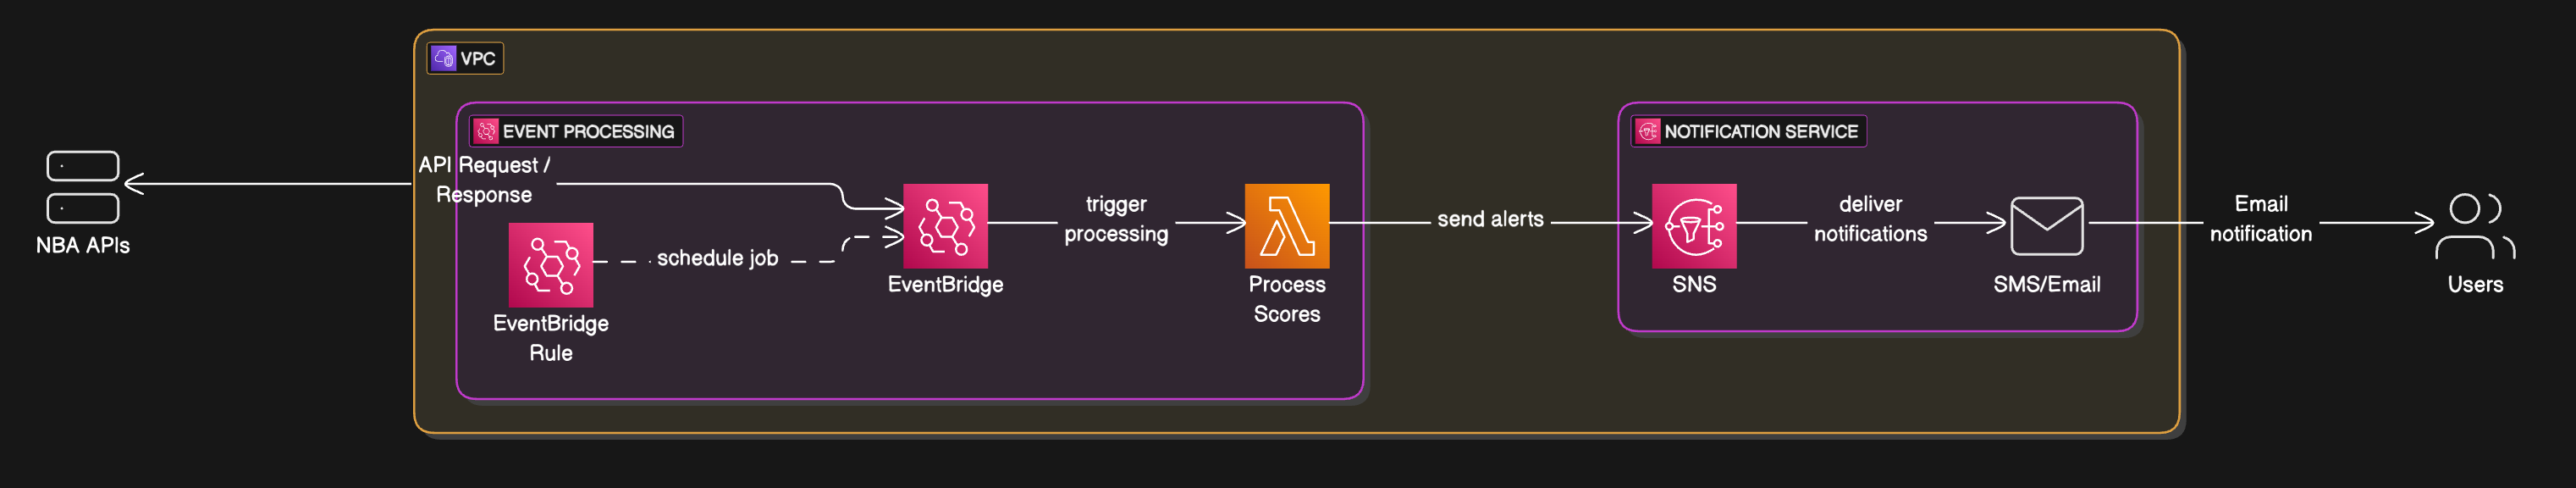 VPC
EVENT PROCESSING
API Request /
Response
NBA APIs
EventBridge
Rule
schedule job
EventBridge
trigger
processing
Process
Scores
send alerts
NOTIFICATION SERVICE
SNS
deliver
notifications
SMS/Email
Email
notification
Users